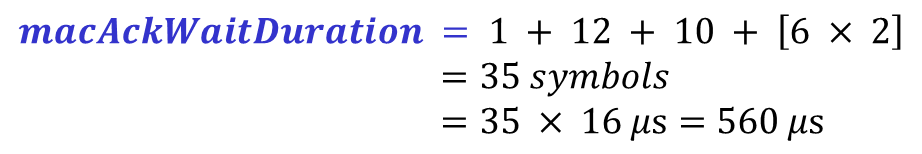 macAckWaitDuration = 1 + 12 + 10 + [6 × 2]
= 35 symbols
= 35 × 16 μs = 560 μs